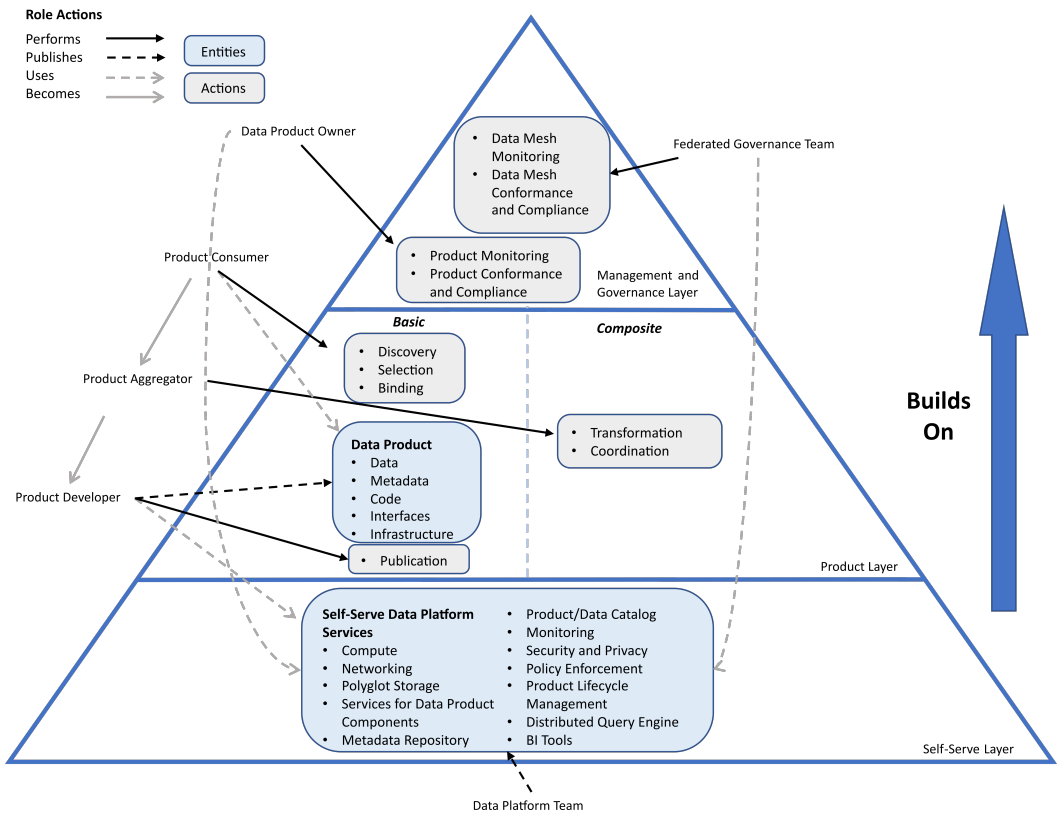 Role Actions
Performs
Publishes
Uses
Becomes
Entities
Actions
Data Product Owner
Federated Governance Team
• Data Mesh
Monitoring
• Data Mesh
Conformance
and Compliance
Product Consumer
• Product Monitoring
• Product Conformance
and Compliance
Management and
Governance Layer
Basic
Composite
• Discovery
• Selection
• Binding
Product Aggregator
• Transformation
• Coordination
Builds
On
Data Product
• Data
• Metadata
• Code
• Interfaces
• Infrastructure
Product Developer
• Publication
Product Layer
Self-Serve Data Platform
Services
• Compute
• Networking
• Polyglot Storage
• Services for Data Product
Components
• Metadata Repository
• Product/Data Catalog
• Monitoring
• Security and Privacy
• Policy Enforcement
• Product Lifecycle
Management
• Distributed Query Engine
• BI Tools
Self-Serve Layer
Data Platform Team